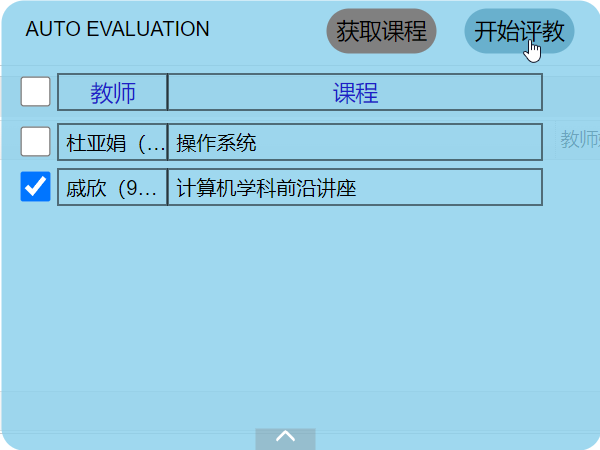 AUTO EVALUATION 获取课程 开始评教
教师 课程
杜亚娟（... 操作系统
教师
戚欣（9... 计算机学科前沿讲座